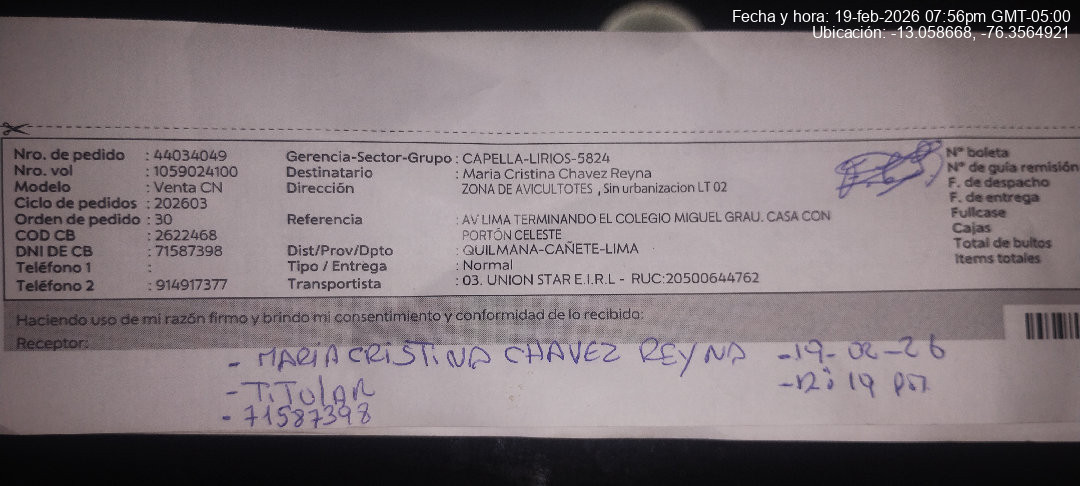 Fecha y hora: 19-feb-2026 07:56pm GMT-05:00
Ubicación: -13.058668, -76.3564921
Nro. de pedido : 44034049
Nro. vol : 1059024100
Modelo : Venta CN
Ciclo de pedidos : 202603
Orden de pedido : 30
COD CB : 2622468
DNI DE CB : 71587398
Teléfono 1 :
Teléfono 2 : 914917377
Gerencia-Sector-Grupo : CAPELLA-LIRIOS-5824
Destinatario : Maria Cristina Chavez Reyna
Dirección ZONA DE AVICULTOTES , Sin urbanizacion LT 02
Referencia : AV LIMA TERMINANDO EL COLEGIO MIGUEL GRAU. CASA CON
PORTÓN CELESTE
Dist/Prov/Dpto : QUILMANA-CAÑETE-LIMA
Tipo / Entrega : Normal
Transportista : 03. UNION STAR E.I.R.L - RUC:20500644762
N° boleta
N° de guía remisión
F. de despacho
F. de entrega
Fullcase
Cajas
Total de bultos
Items totales
Haciendo uso de mi razón firmo y brindo mi consentimiento y conformidad de lo recibido:
Receptor:
- MARIA CRISTINA CHAVEZ REYNA - 19-02-26
- TITULAR - 12:19 pm
- 71587398